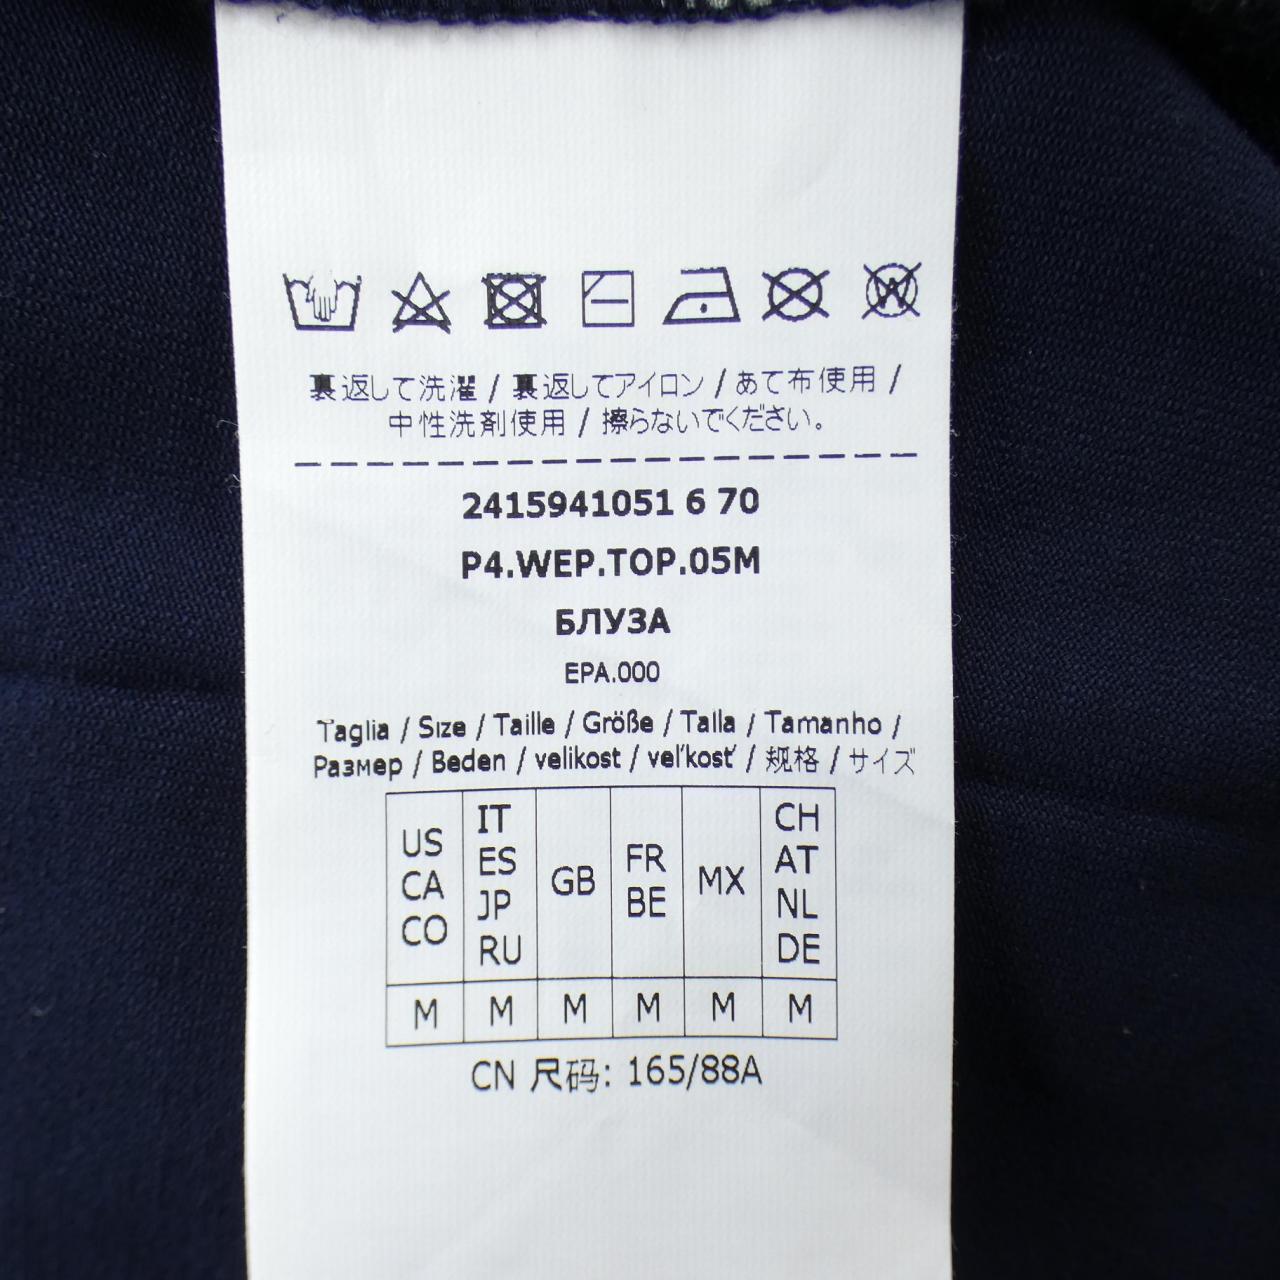 裏返して洗濯 / 裏返してアイロン / あて布使用 /
中性洗剤使用 / 擦らないでください。
2415941051 6 70
P4.WEP.TOP.05M
БЛУЗА
EPA.000
Taglia / Size / Taille / Größe / Talla / Tamanho /
Размер / Beden / velikost / veľkosť / 规格 / サイズ
US CA CO IT ES JP RU GB FR BE MX CH AT NL DE
M M M M M M
CN 尺码: 165/88A